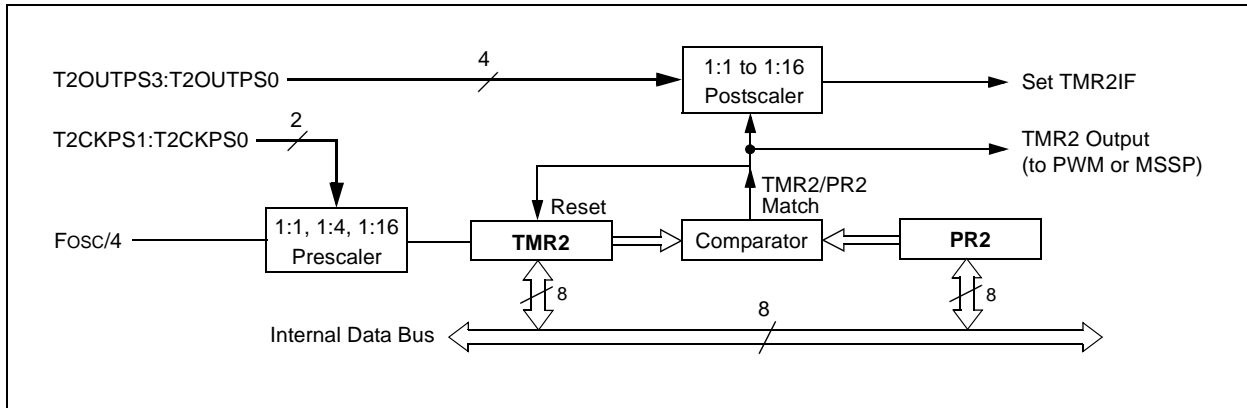 T2OUTPS3:T2OUTPS0
4
1:1 to 1:16
Postscaler
Set TMR2IF
T2CKPS1:T2CKPS0
2
TMR2 Output
(to PWM or MSSP)
TMR2/PR2
Match
Reset
FOSC/4
1:1, 1:4, 1:16
Prescaler
TMR2
Comparator
PR2
8
8
8
Internal Data Bus